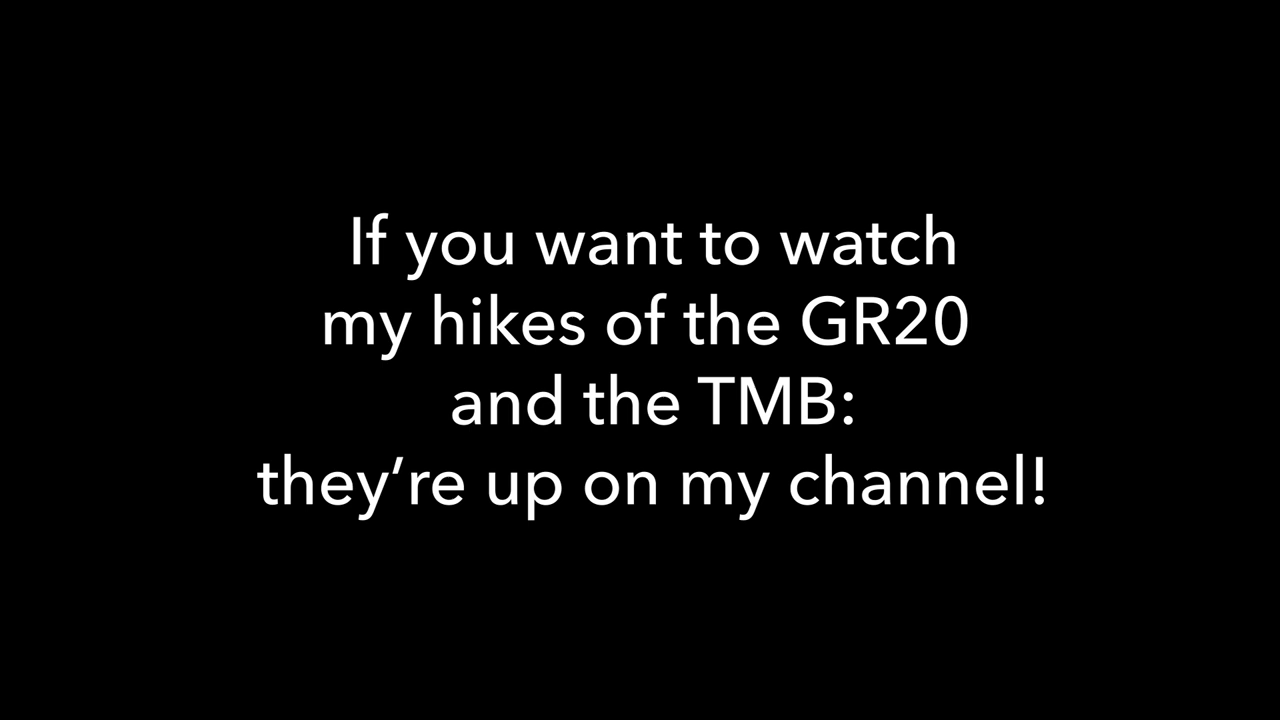 If you want to watch
my hikes of the GR20
and the TMB:
they’re up on my channel!